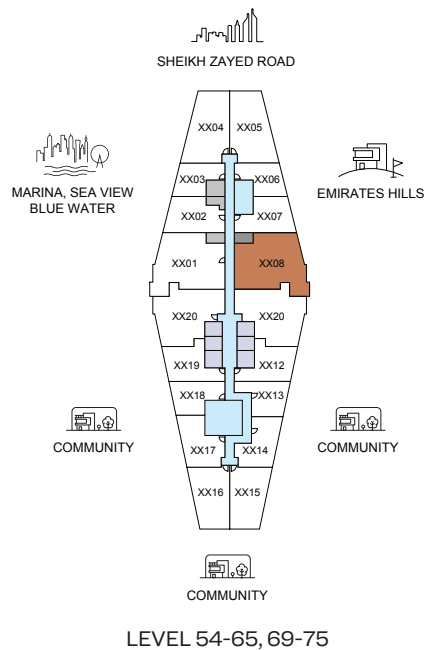 SHEIKH ZAYED ROAD
XX04
XX05
MARINA, SEA VIEW
BLUE WATER
XX03
XX06
EMIRATES HILLS
XX02
XX07
XX01
XX08
XX20
XX20
XX19
XX12
XX18
XX13
COMMUNITY
XX17
XX14
COMMUNITY
XX16
XX15
COMMUNITY
LEVEL 54-65, 69-75